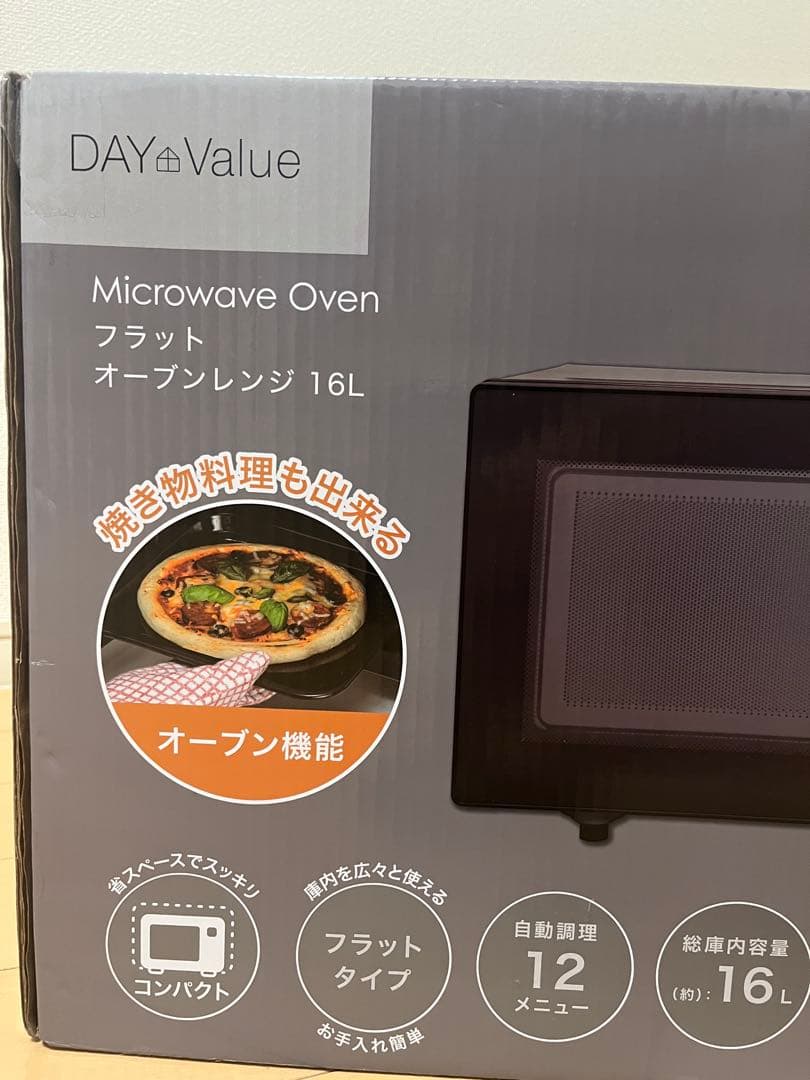 DAY Value
Microwave Oven
フラット
オーブンレンジ 16L
焼き物料理も出来る
オーブン機能
省スペースでスッキリ
コンパクト
庫内を広々と使える
フラット
タイプ
お手入れ簡単
自動調理
12
メニュー
総庫内容量
(約): 16 L